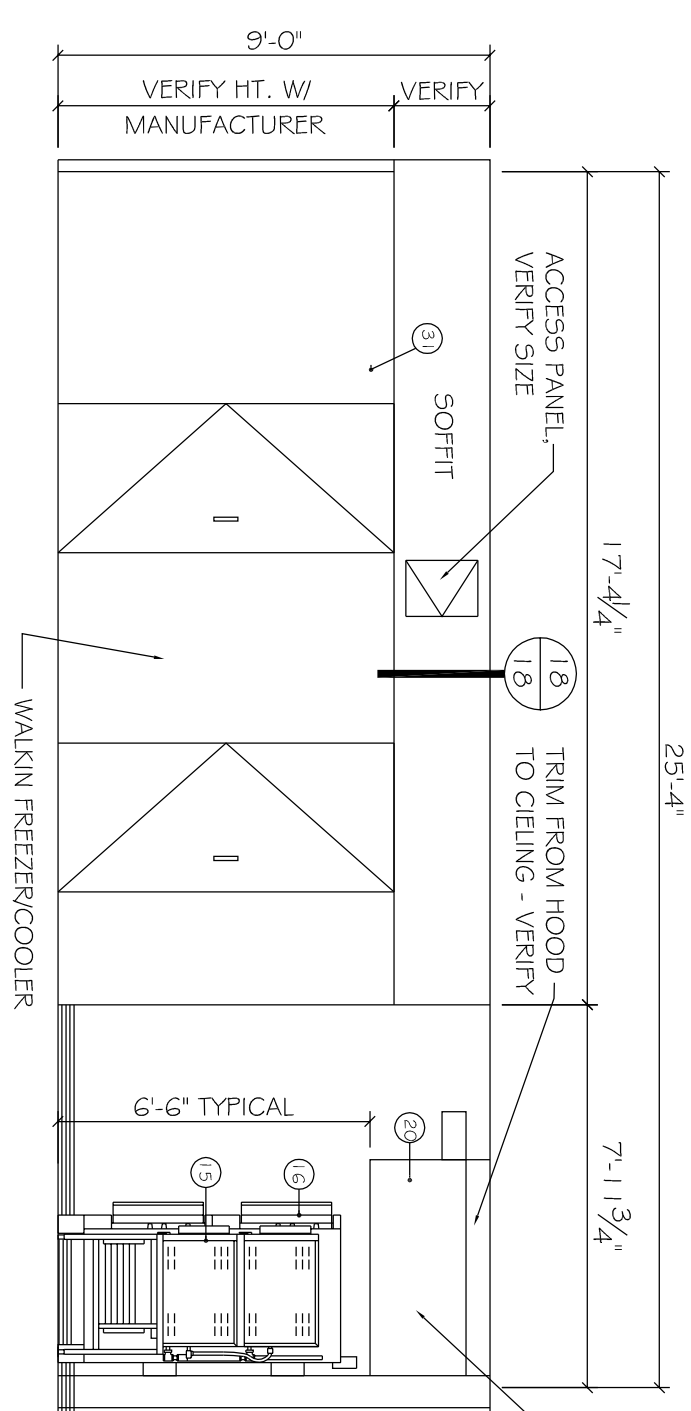 25'-4"
17'-4 1/4"
7'-11 3/4"
ACCESS PANEL,
VERIFY SIZE
18
18
TRIM FROM HOOD
TO CIELING - VERIFY
9'-0"
VERIFY
VERIFY HT. W/
MANUFACTURER
31
SOFFIT
6'-6" TYPICAL
20
15
16
WALKIN FREEZER/COOLER